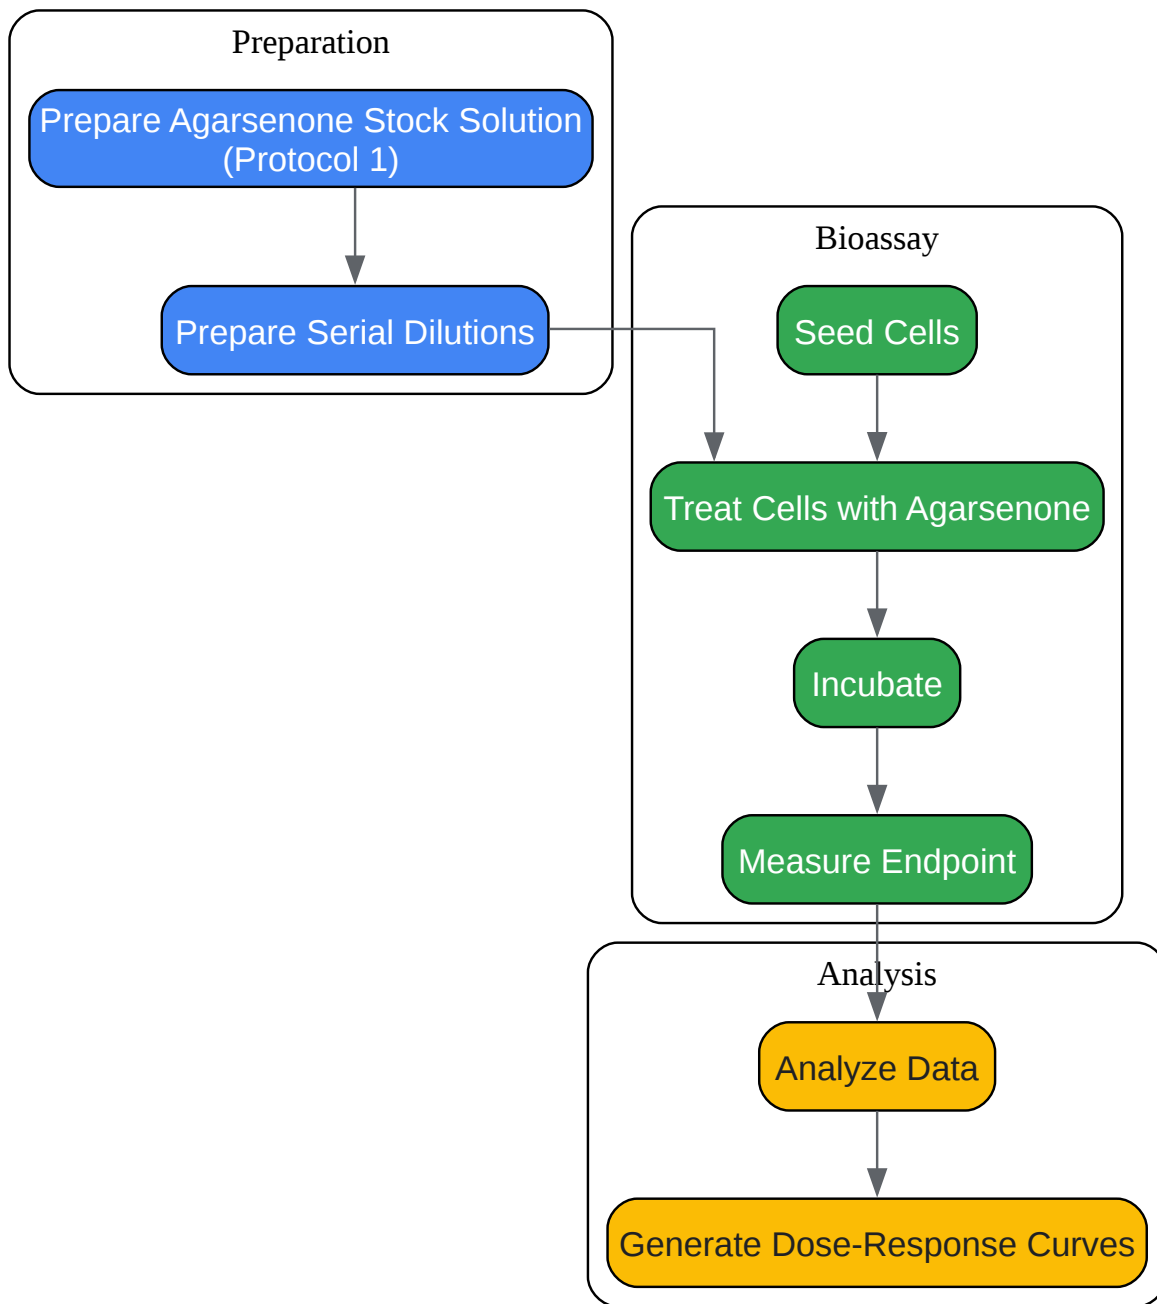 Preparation
Prepare Agarsenone Stock Solution
(Protocol 1)
Prepare Serial Dilutions
Bioassay
Seed Cells
Treat Cells with Agarsenone
Incubate
Measure Endpoint
Analysis
Analyze Data
Generate Dose-Response Curves